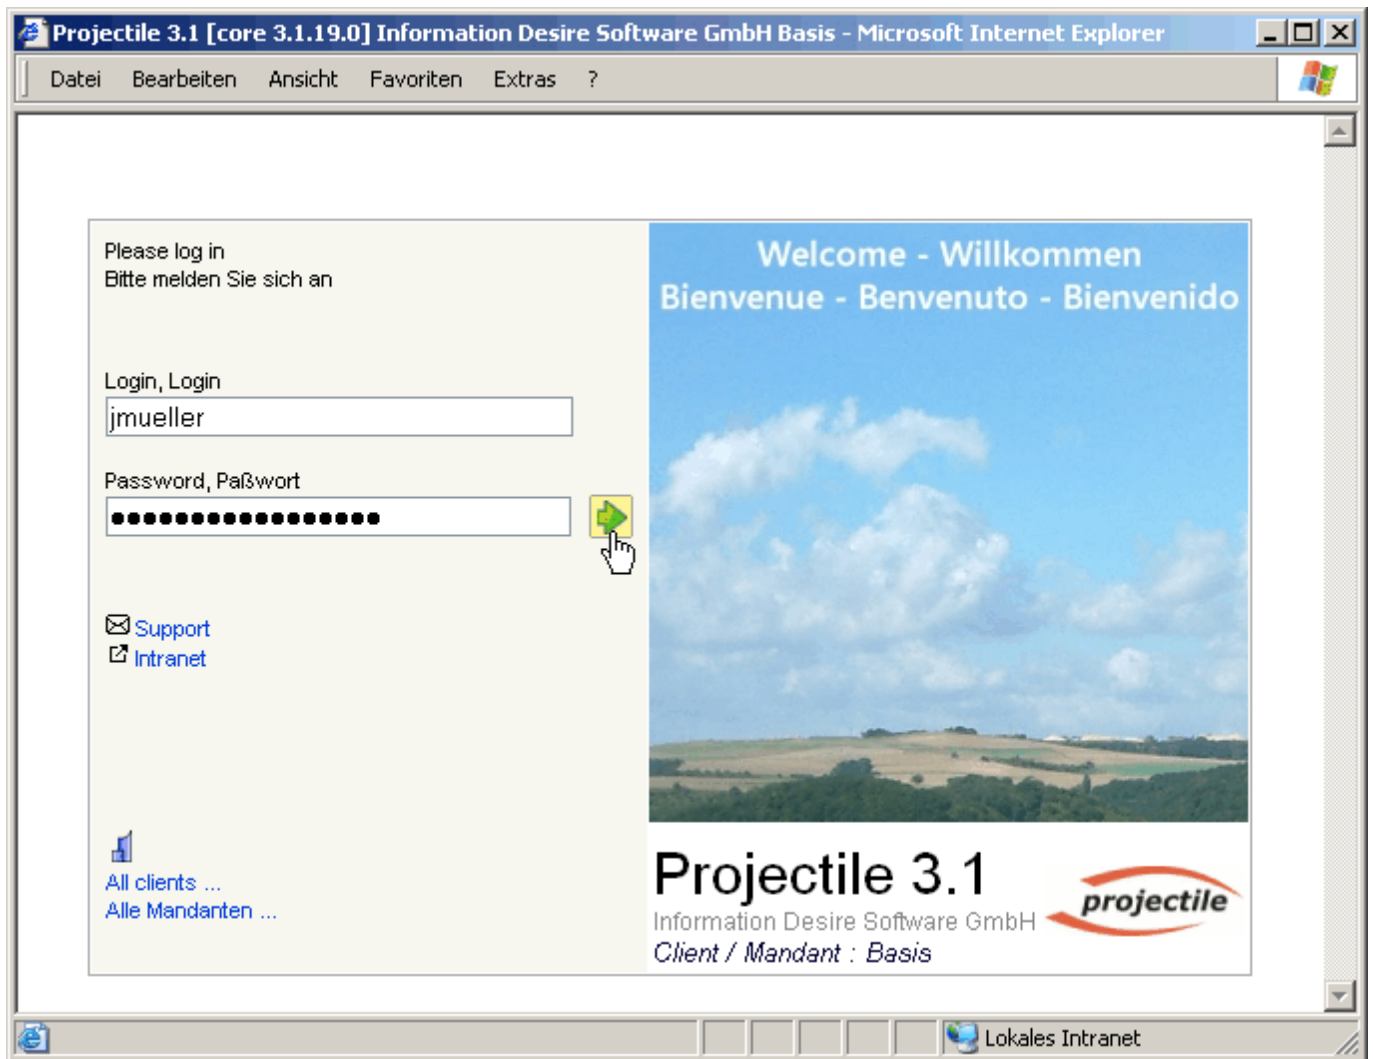 Projectile 3.1 [core 3.1.19.0] Information Desire Software GmbH Basis - Microsoft Internet Explorer
Datei Bearbeiten Ansicht Favoriten Extras ?
Please log in
Bitte melden Sie sich an
Login, Login
jmueller
Password, Paßwort
●●●●●●●●●●●●●●●●●
Support
Intranet
All clients ...
Alle Mandanten ...
Welcome - Willkommen
Bienvenue - Benvenuto - Bienvenido
Projectile 3.1
Information Desire Software GmbH
Client / Mandant : Basis
projectile
Lokales Intranet